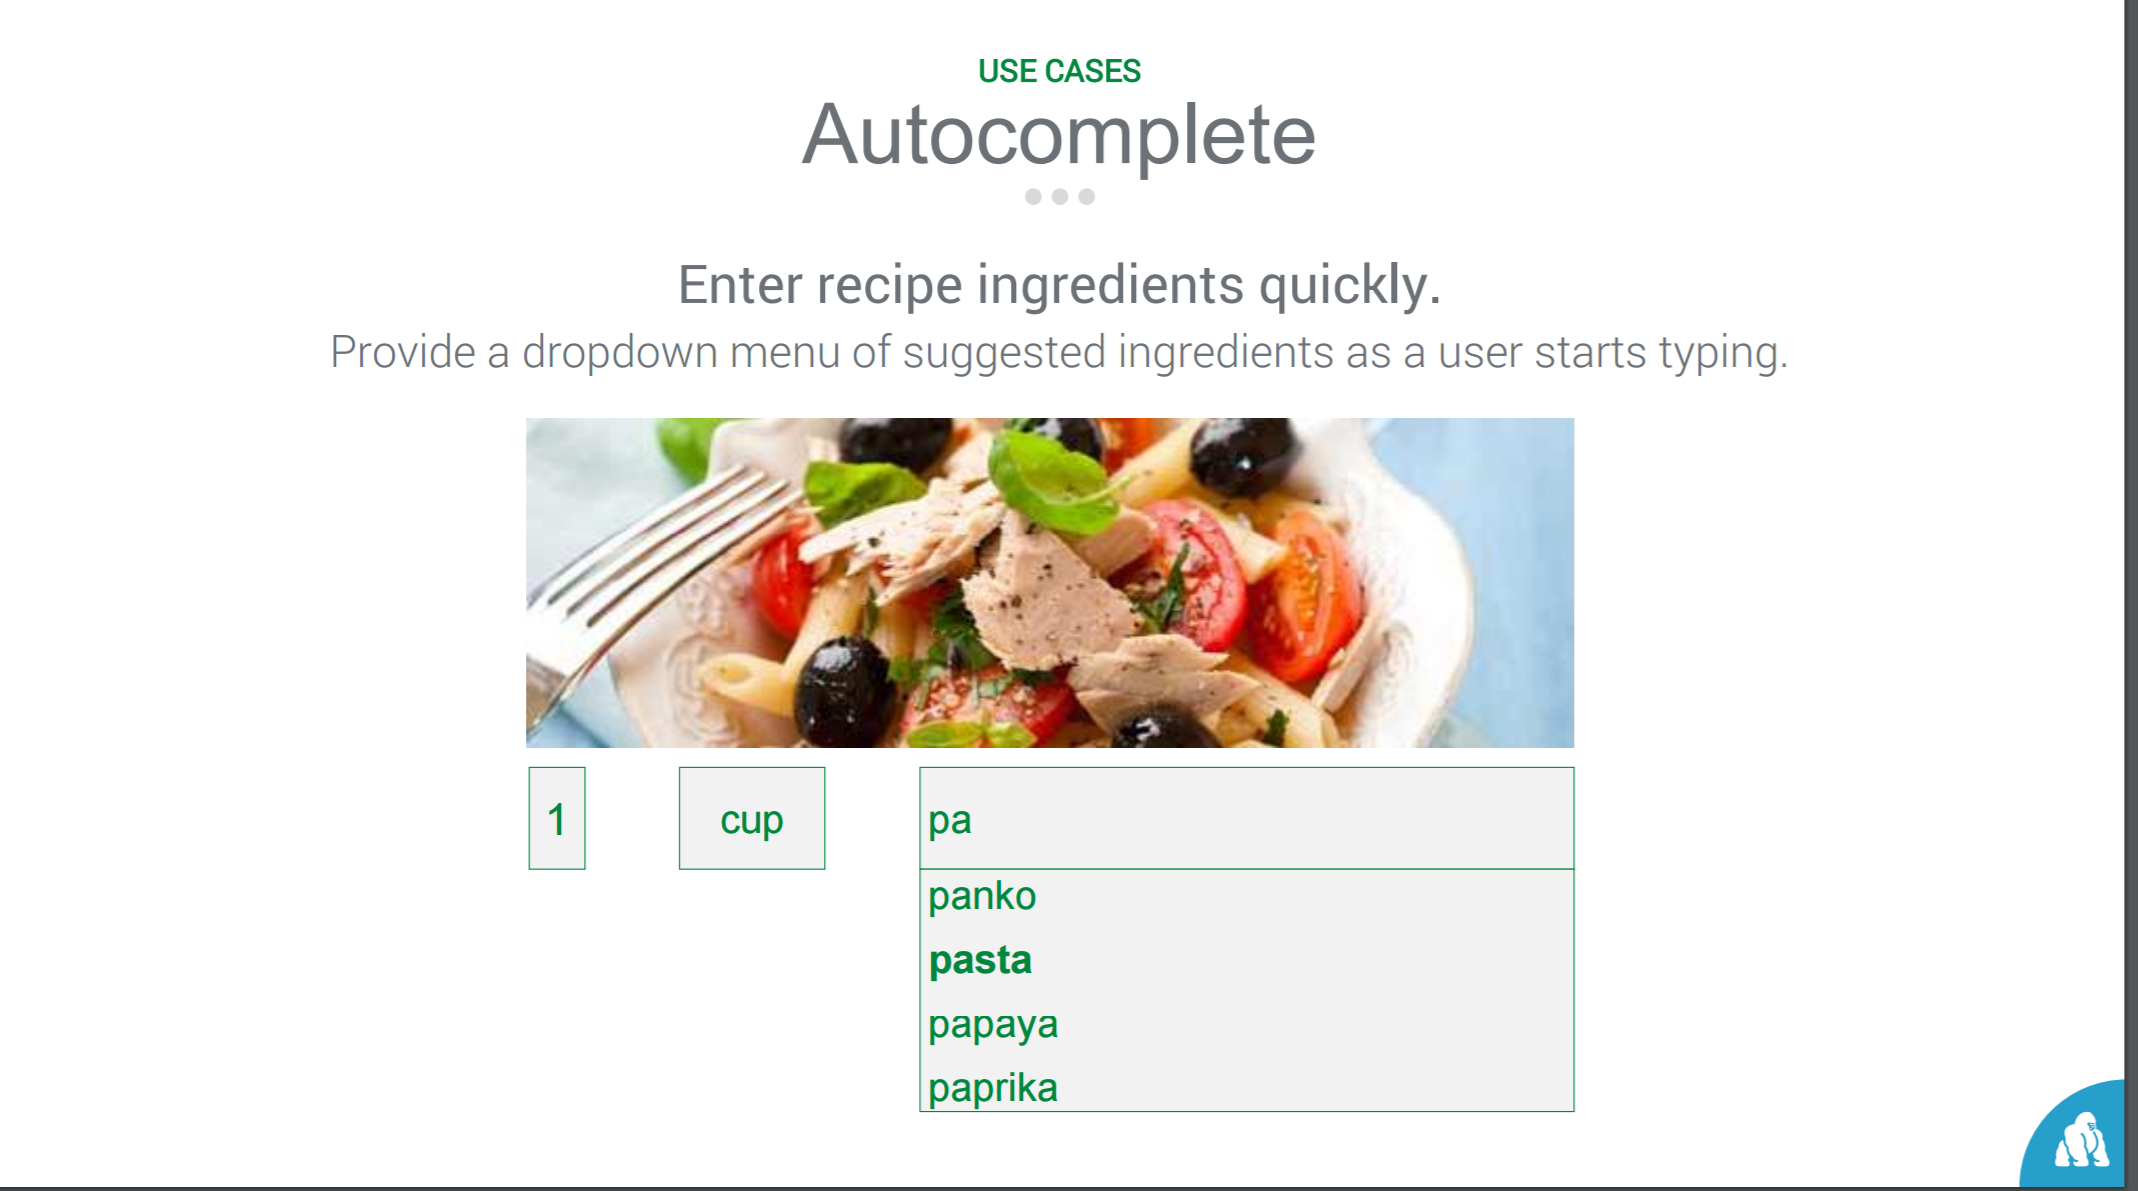 USE CASES
Autocomplete
Enter recipe ingredients quickly.
Provide a dropdown menu of suggested ingredients as a user starts typing.
1 cup pa
panko
pasta
papaya
paprika